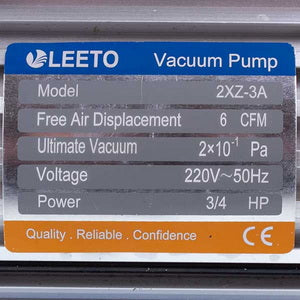 LEETO Vacuum Pump
Model 2XZ-3A
Free Air Displacement 6 CFM
Ultimate Vacuum 2×10⁻¹ Pa
Voltage 220V~50Hz
Power 3/4 HP
Quality . Reliable . Confidence CE